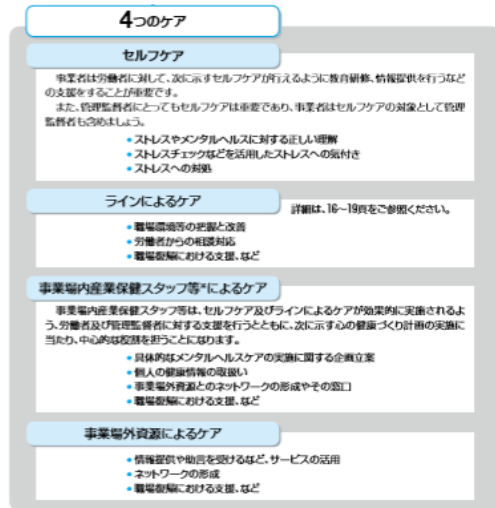 4つのケア
セルフケア
事業者は労働者に対して、次に示すセルフケアが行えるように教育研修、情報提供を行うなど
の支援をすることが重要です。
また、管理監督者にとってもセルフケアは重要であり、事業者はセルフケアの対象として管理
監督者も含めましょう。
• ストレスやメンタルヘルスに対する正しい理解
• ストレスチェックなどを活用したストレスへの気付き
• ストレスへの対処
ラインによるケア
詳細は、16～19頁をご参照ください。
• 職場環境等の把握と改善
• 労働者からの相談対応
• 職場復帰における支援、など
事業場内産業保健スタッフ等*によるケア
事業場内産業保健スタッフ等は、セルフケア及びラインによるケアが効果的に実施されるよ
う、労働者及び管理監督者に対する支援を行うとともに、次に示す心の健康づくり計画の実施に
当たり、中心的な役割を担うことになります。
• 具体的なメンタルヘルスケアの実施に関する企画立案
• 個人の健康情報の取扱い
• 事業場外資源とのネットワークの形成やその窓口
• 職場復帰における支援、など
事業場外資源によるケア
• 情報提供や助言を受けるなど、サービスの活用
• ネットワークの形成
• 職場復帰における支援、など